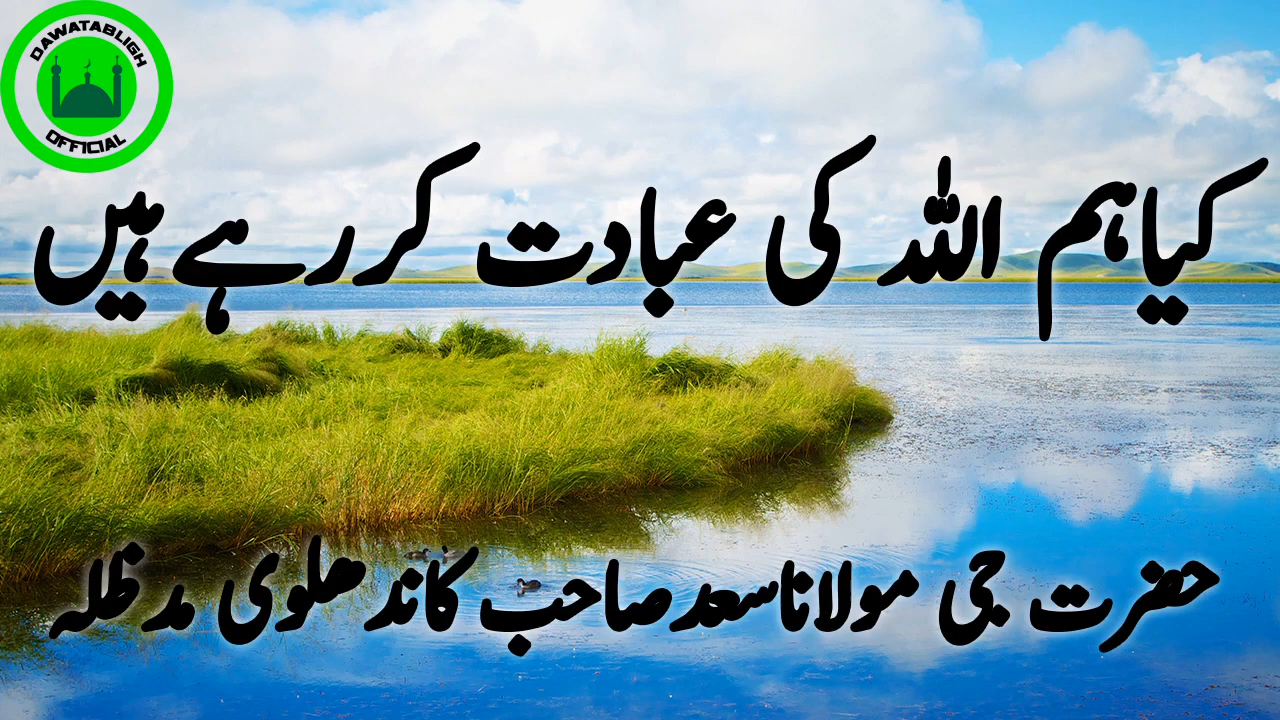 DAWATABLIGH
OFFICIAL
کیا ہم اللہ کی عبادت کر رہے ہیں
حضرت جی مولانا سعد صاحب کاندھلوی مدظلہ